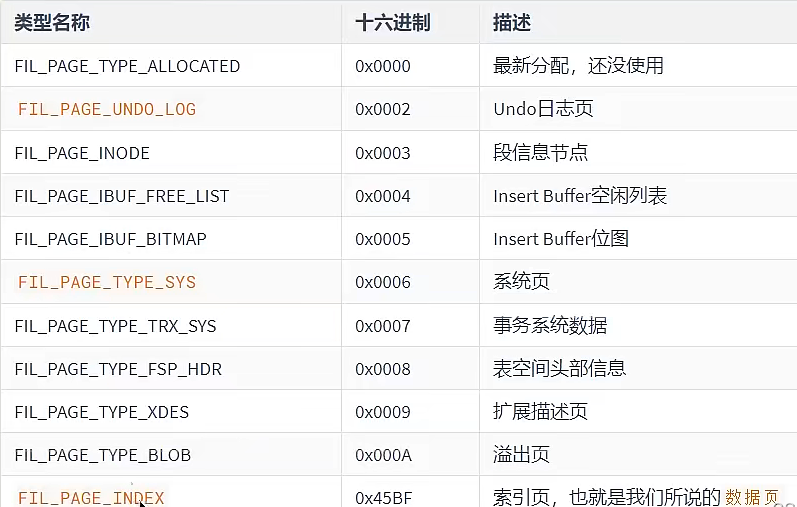 类型名称 十六进制 描述
FIL_PAGE_TYPE_ALLOCATED 0x0000 最新分配，还没使用
FIL_PAGE_UNDO_LOG 0x0002 Undo日志页
FIL_PAGE_INODE 0x0003 段信息节点
FIL_PAGE_IBUF_FREE_LIST 0x0004 Insert Buffer空闲列表
FIL_PAGE_IBUF_BITMAP 0x0005 Insert Buffer位图
FIL_PAGE_TYPE_SYS 0x0006 系统页
FIL_PAGE_TYPE_TRX_SYS 0x0007 事务系统数据
FIL_PAGE_TYPE_FSP_HDR 0x0008 表空间头部信息
FIL_PAGE_TYPE_XDES 0x0009 扩展描述页
FIL_PAGE_TYPE_BLOB 0x000A 溢出页
FIL_PAGE_INDEX 0x45BF 索引页，也就是我们所说的 数据页